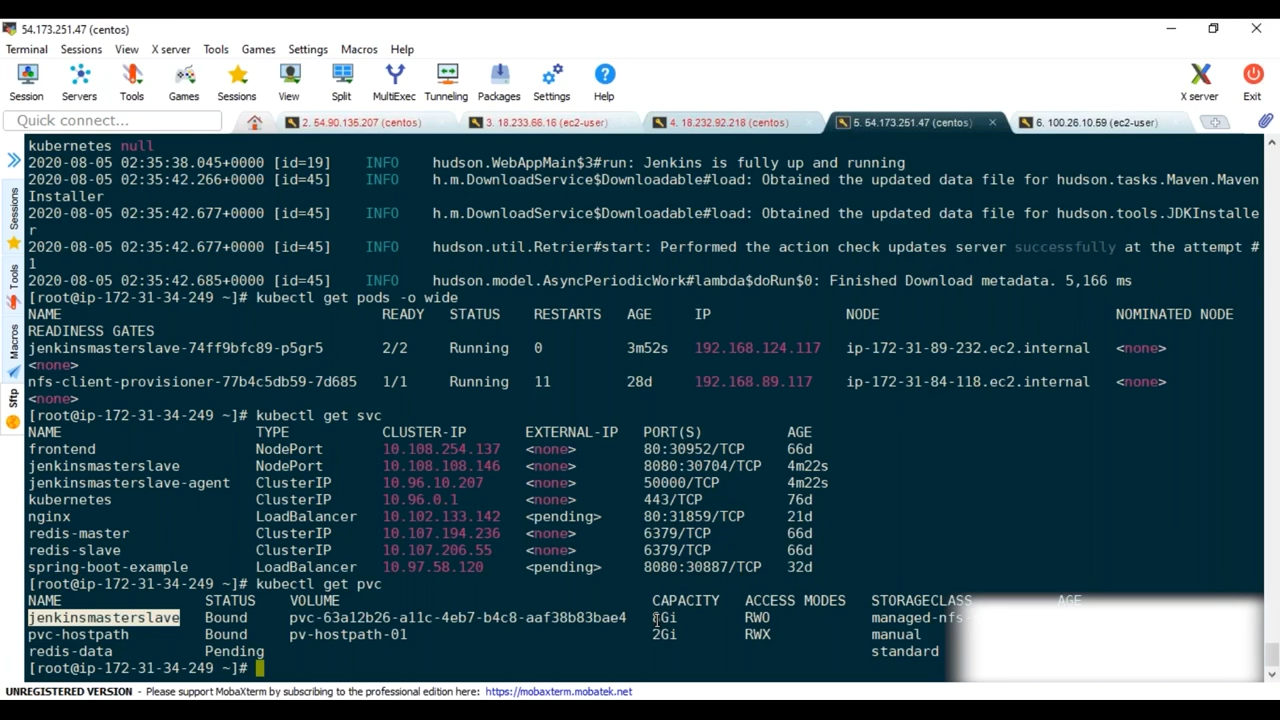 54.173.251.47 (centos)
Terminal Sessions View X server Tools Games Settings Macros Help
Session Servers Tools Games Sessions View Split MultiExec Tunneling Packages Settings Help X server Exit
Quick connect... 2. 54.90.135.207 (centos) 3. 18.233.66.16 (ec2-user) 4. 18.232.92.218 (centos) 5. 54.173.251.47 (centos) 6. 100.26.10.59 (ec2-user)
Sessions
Tools
Macros
Sftp
kubernetes null
2020-08-05 02:35:38.045+0000 [id=19] INFO hudson.WebAppMain$3#run: Jenkins is fully up and running
2020-08-05 02:35:42.266+0000 [id=45] INFO h.m.DownloadService$Downloadable#load: Obtained the updated data file for hudson.tasks.Maven.Maven
Installer
2020-08-05 02:35:42.677+0000 [id=45] INFO h.m.DownloadService$Downloadable#load: Obtained the updated data file for hudson.tools.JDKInstalle
r
2020-08-05 02:35:42.677+0000 [id=45] INFO hudson.util.Retrier#start: Performed the action check updates server successfully at the attempt #
1
2020-08-05 02:35:42.685+0000 [id=45] INFO hudson.model.AsyncPeriodicWork#lambda$doRun$0: Finished Download metadata. 5,166 ms
[root@ip-172-31-34-249 ~]# kubectl get pods -o wide
NAME READY STATUS RESTARTS AGE IP NODE NOMINATED NODE
READINESS GATES
jenkinsmasterslave-74ff9bfc89-p5gr5 2/2 Running 0 3m52s 192.168.124.117 ip-172-31-89-232.ec2.internal <none>
<none>
nfs-client-provisioner-77b4c5db59-7d685 1/1 Running 11 28d 192.168.89.117 ip-172-31-84-118.ec2.internal <none>
<none>
[root@ip-172-31-34-249 ~]# kubectl get svc
NAME TYPE CLUSTER-IP EXTERNAL-IP PORT(S) AGE
frontend NodePort 10.108.254.137 <none> 80:30952/TCP 66d
jenkinsmasterslave NodePort 10.108.108.146 <none> 8080:30704/TCP 4m22s
jenkinsmasterslave-agent ClusterIP 10.96.10.207 <none> 50000/TCP 4m22s
kubernetes ClusterIP 10.96.0.1 <none> 443/TCP 76d
nginx LoadBalancer 10.102.133.142 <pending> 80:31859/TCP 21d
redis-master ClusterIP 10.107.194.236 <none> 6379/TCP 66d
redis-slave ClusterIP 10.107.206.55 <none> 6379/TCP 66d
spring-boot-example LoadBalancer 10.97.58.120 <pending> 8080:30887/TCP 32d
[root@ip-172-31-34-249 ~]# kubectl get pvc
NAME STATUS VOLUME CAPACITY ACCESS MODES STORAGECLASS AGE
jenkinsmasterslave Bound pvc-63a12b26-a11c-4eb7-b4c8-aaf38b83bae4 RWO managed-nfs
pvc-hostpath Bound pv-hostpath-01 2Gi RWX manual
redis-data Pending standard
[root@ip-172-31-34-249 ~]#
UNREGISTERED VERSION - Please support MobaXterm by subscribing to the professional edition here: https://mobaxterm.mobatek.net